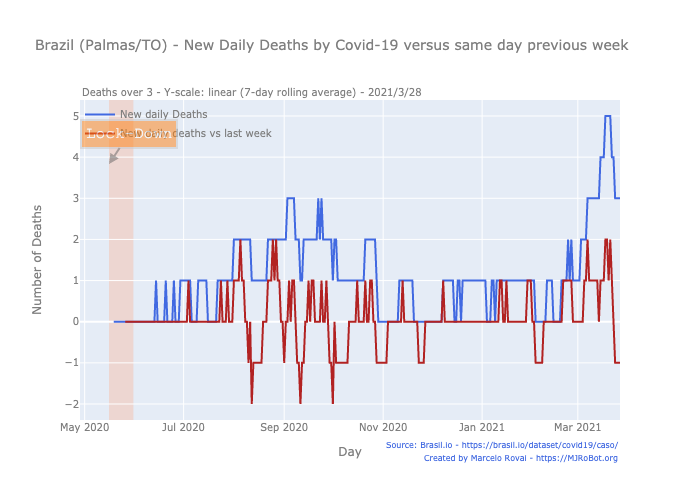 Brazil (Palmas/TO) - New Daily Deaths by Covid-19 versus same day previous week
Deaths over 3 - Y-scale: linear (7-day rolling average) - 2021/3/28
New daily Deaths
Lock Down
deaths vs last week
Number of Deaths
5
4
3
2
1
0
−1
−2
May 2020
Jul 2020
Sep 2020
Nov 2020
Jan 2021
Mar 2021
Day
Source: Brasil.io - https://brasil.io/dataset/covid19/caso/
Created by Marcelo Rovai - https://MJRoBot.org